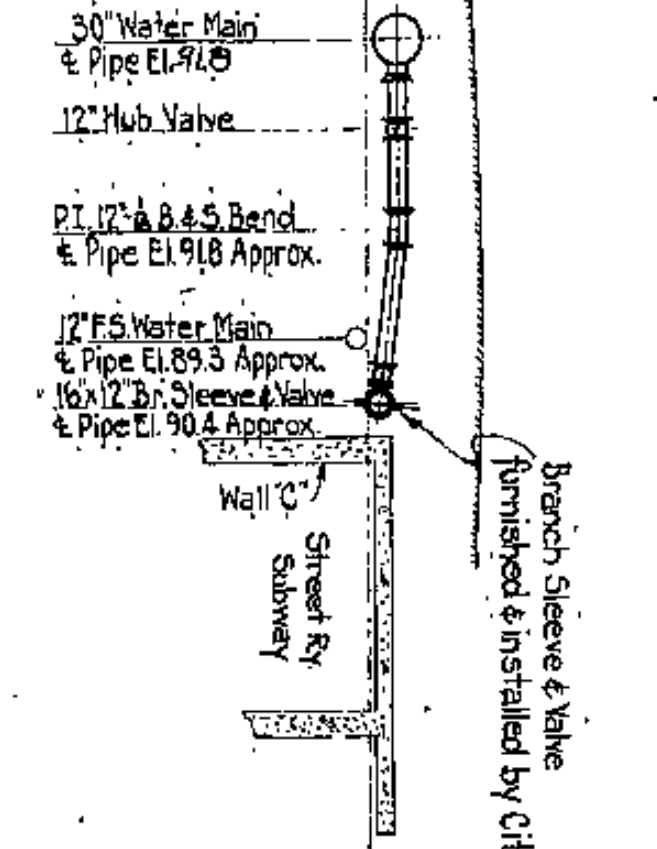 30" Water Main
℄ Pipe El. 91.8
12" Hub Valve
P.I. 12" B. & S. Bend
℄ Pipe El. 91.8 Approx.
12" F.S. Water Main
℄ Pipe El. 89.3 Approx.
16"x12" Br. Sleeve & Valve
℄ Pipe El. 90.4 Approx.
Wall "C"
Street Ry.
Subway
Branch Sleeve & Valve
furnished & installed by Cit